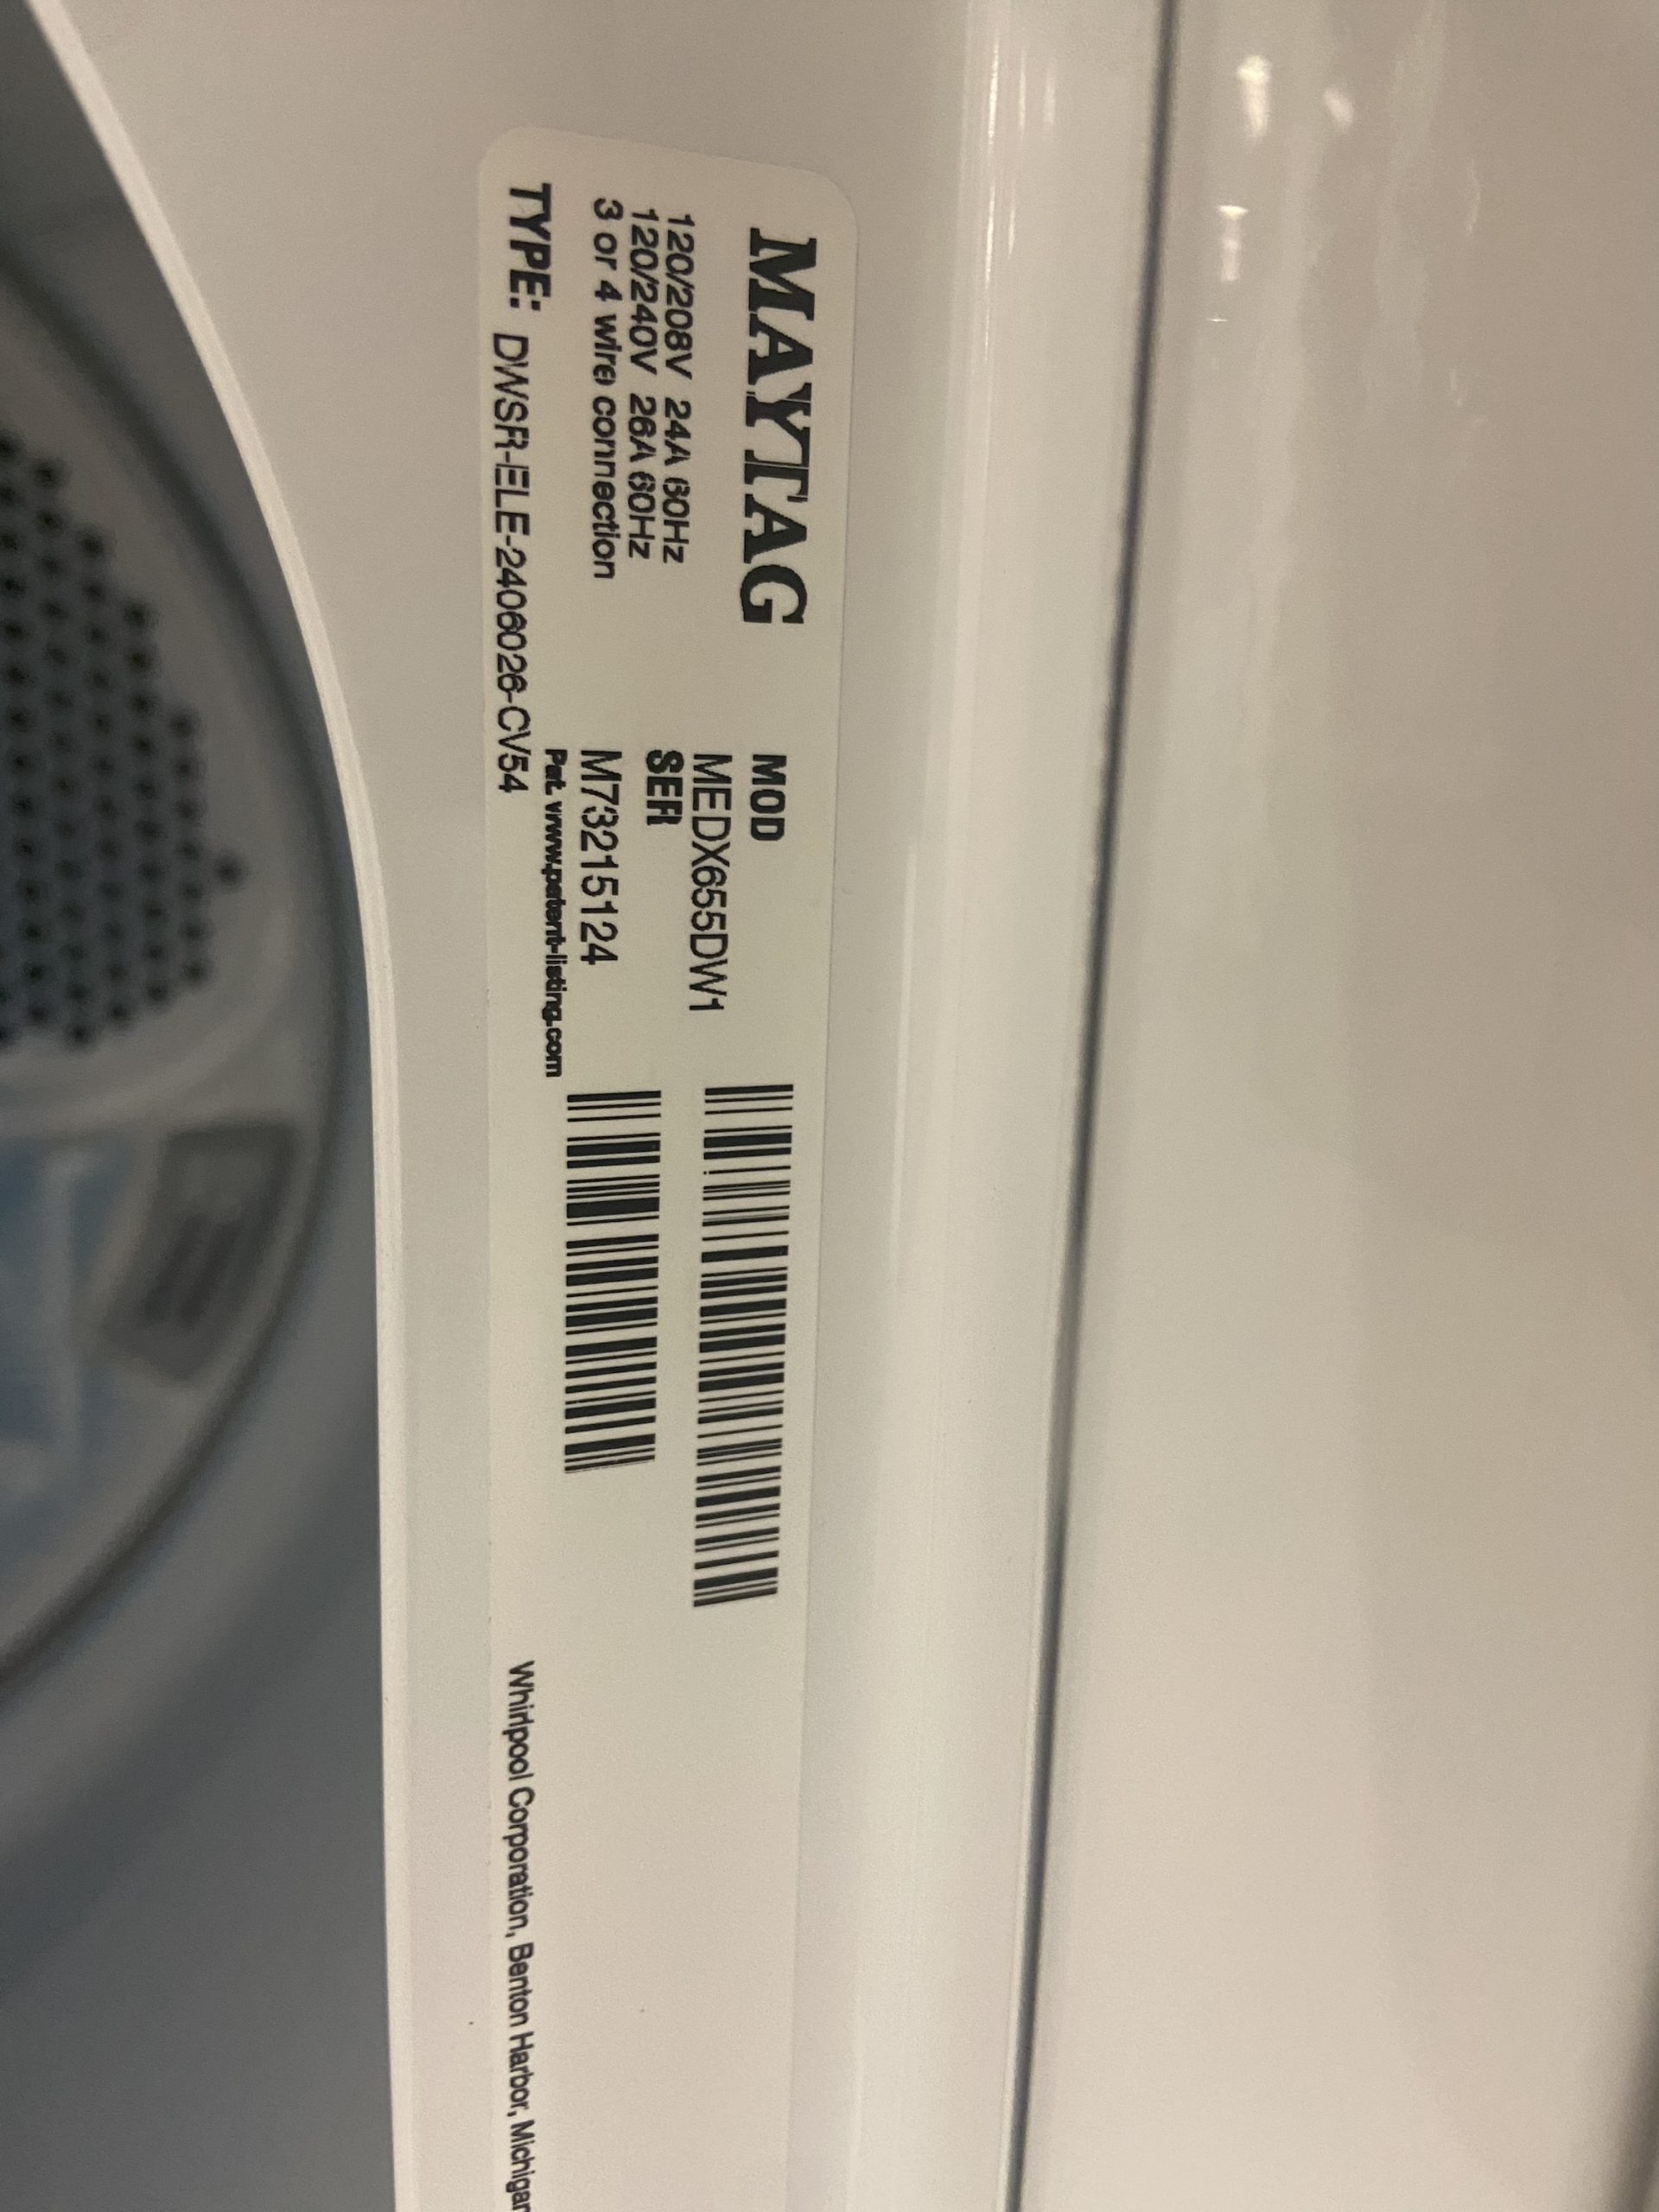 MAYTAG
120/208V 24A 60Hz
120/240V 26A 60Hz
3 or 4 wire connection
TYPE: DWSR-ELE-2406026-CV54
MOD
MEDX655DW1
SER
M73215124
Pat. www.patent-listing.com
Whirlpool Corporation, Benton Harbor, Michigan